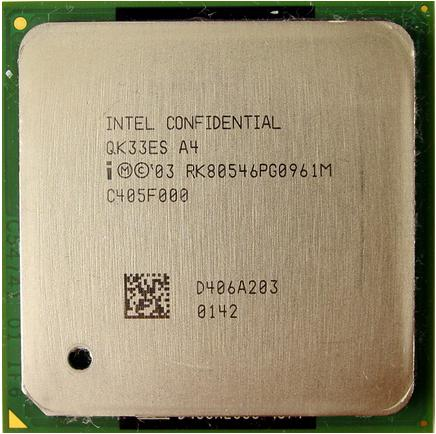 INTEL CONFIDENTIAL
QK33ES A4
i Ⓜ©'03 RK80546PG0961M
C405F000
D406A203
0142